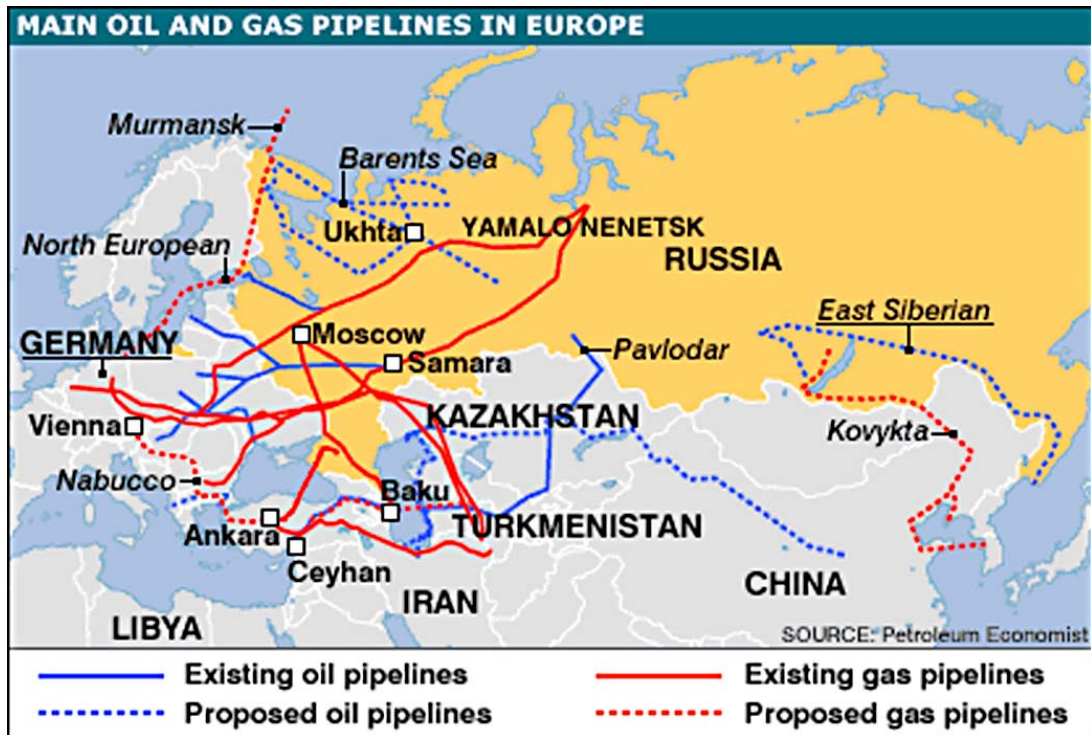 MAIN OIL AND GAS PIPELINES IN EUROPE
Murmansk
Barents Sea
Ukhta
YAMALO NENETSK
North European
RUSSIA
East Siberian
GERMANY
Moscow
Pavlodar
Samara
Vienna
KAZAKHSTAN
Kovykta
Nabucco
Baku
Ankara
TURKMENISTAN
Ceyhan
IRAN
CHINA
LIBYA
SOURCE: Petroleum Economist
Existing oil pipelines
Existing gas pipelines
Proposed oil pipelines
Proposed gas pipelines